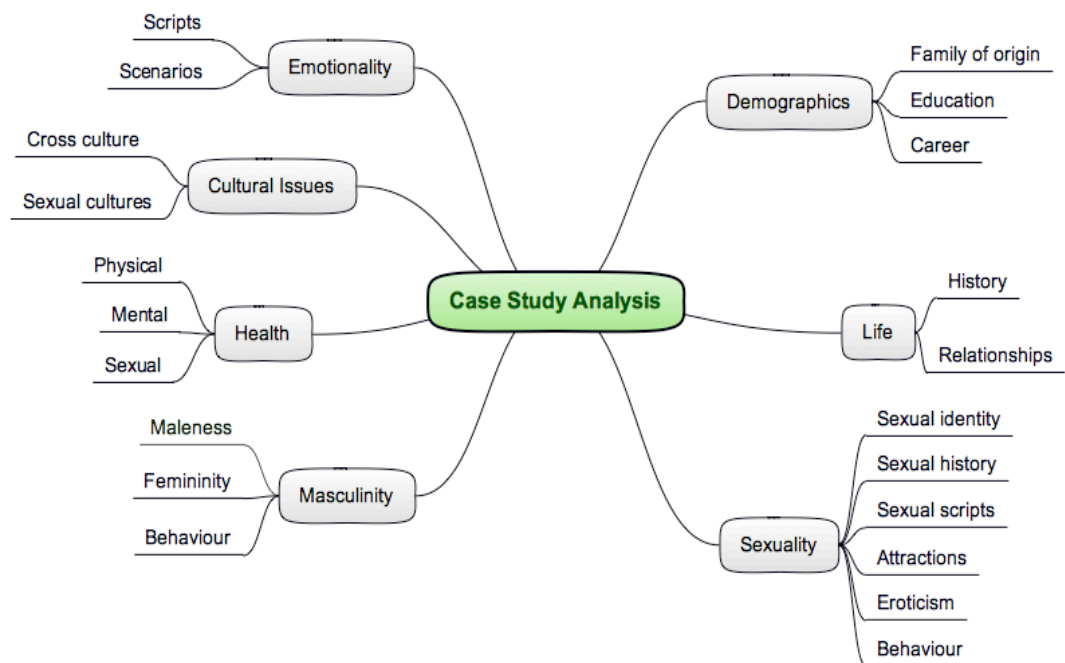 Scripts
Scenarios
Emotionality
Cross culture
Sexual cultures
Cultural Issues
Physical
Mental
Sexual
Health
Maleness
Femininity
Behaviour
Masculinity
Case Study Analysis
Demographics
Family of origin
Education
Career
Life
History
Relationships
Sexuality
Sexual identity
Sexual history
Sexual scripts
Attractions
Eroticism
Behaviour